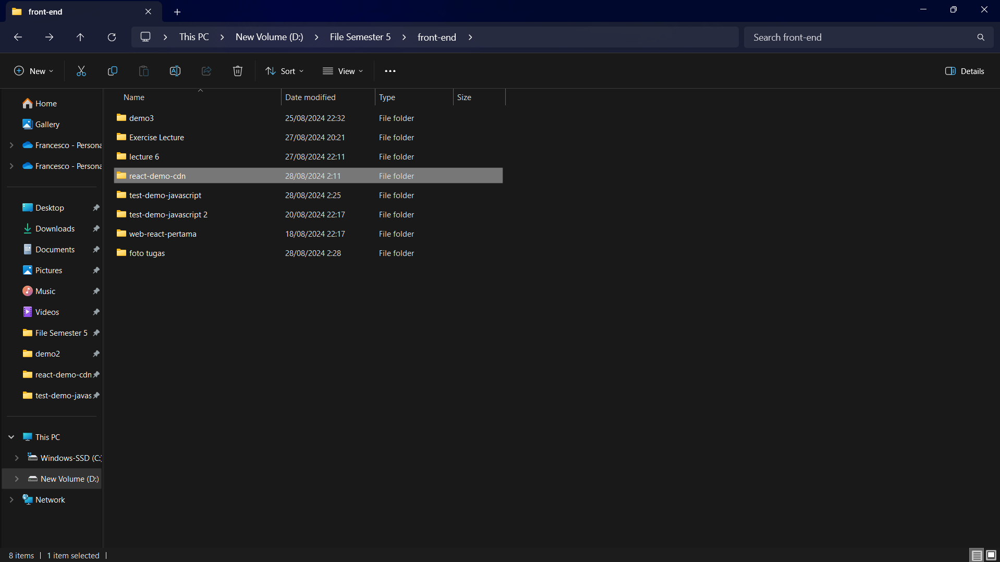 front-end
This PC
New Volume (D:)
File Semester 5
front-end
Search front-end
New
Sort
View
Details
Name
Date modified
Type
Size
demo3 25/08/2024 22:32 File folder
Exercise Lecture 27/08/2024 20:21 File folder
lecture 6 27/08/2024 22:11 File folder
react-demo-cdn 28/08/2024 2:11 File folder
test-demo-javascript 28/08/2024 2:25 File folder
test-demo-javascript 2 20/08/2024 22:17 File folder
web-react-pertama 18/08/2024 22:17 File folder
foto tugas 28/08/2024 2:28 File folder
Home
Gallery
Francesco - Persona
Francesco - Persona
Desktop
Downloads
Documents
Pictures
Music
Videos
File Semester 5
demo2
react-demo-cdn
test-demo-javas
This PC
Windows-SSD (C:)
New Volume (D:)
Network
8 items
1 item selected